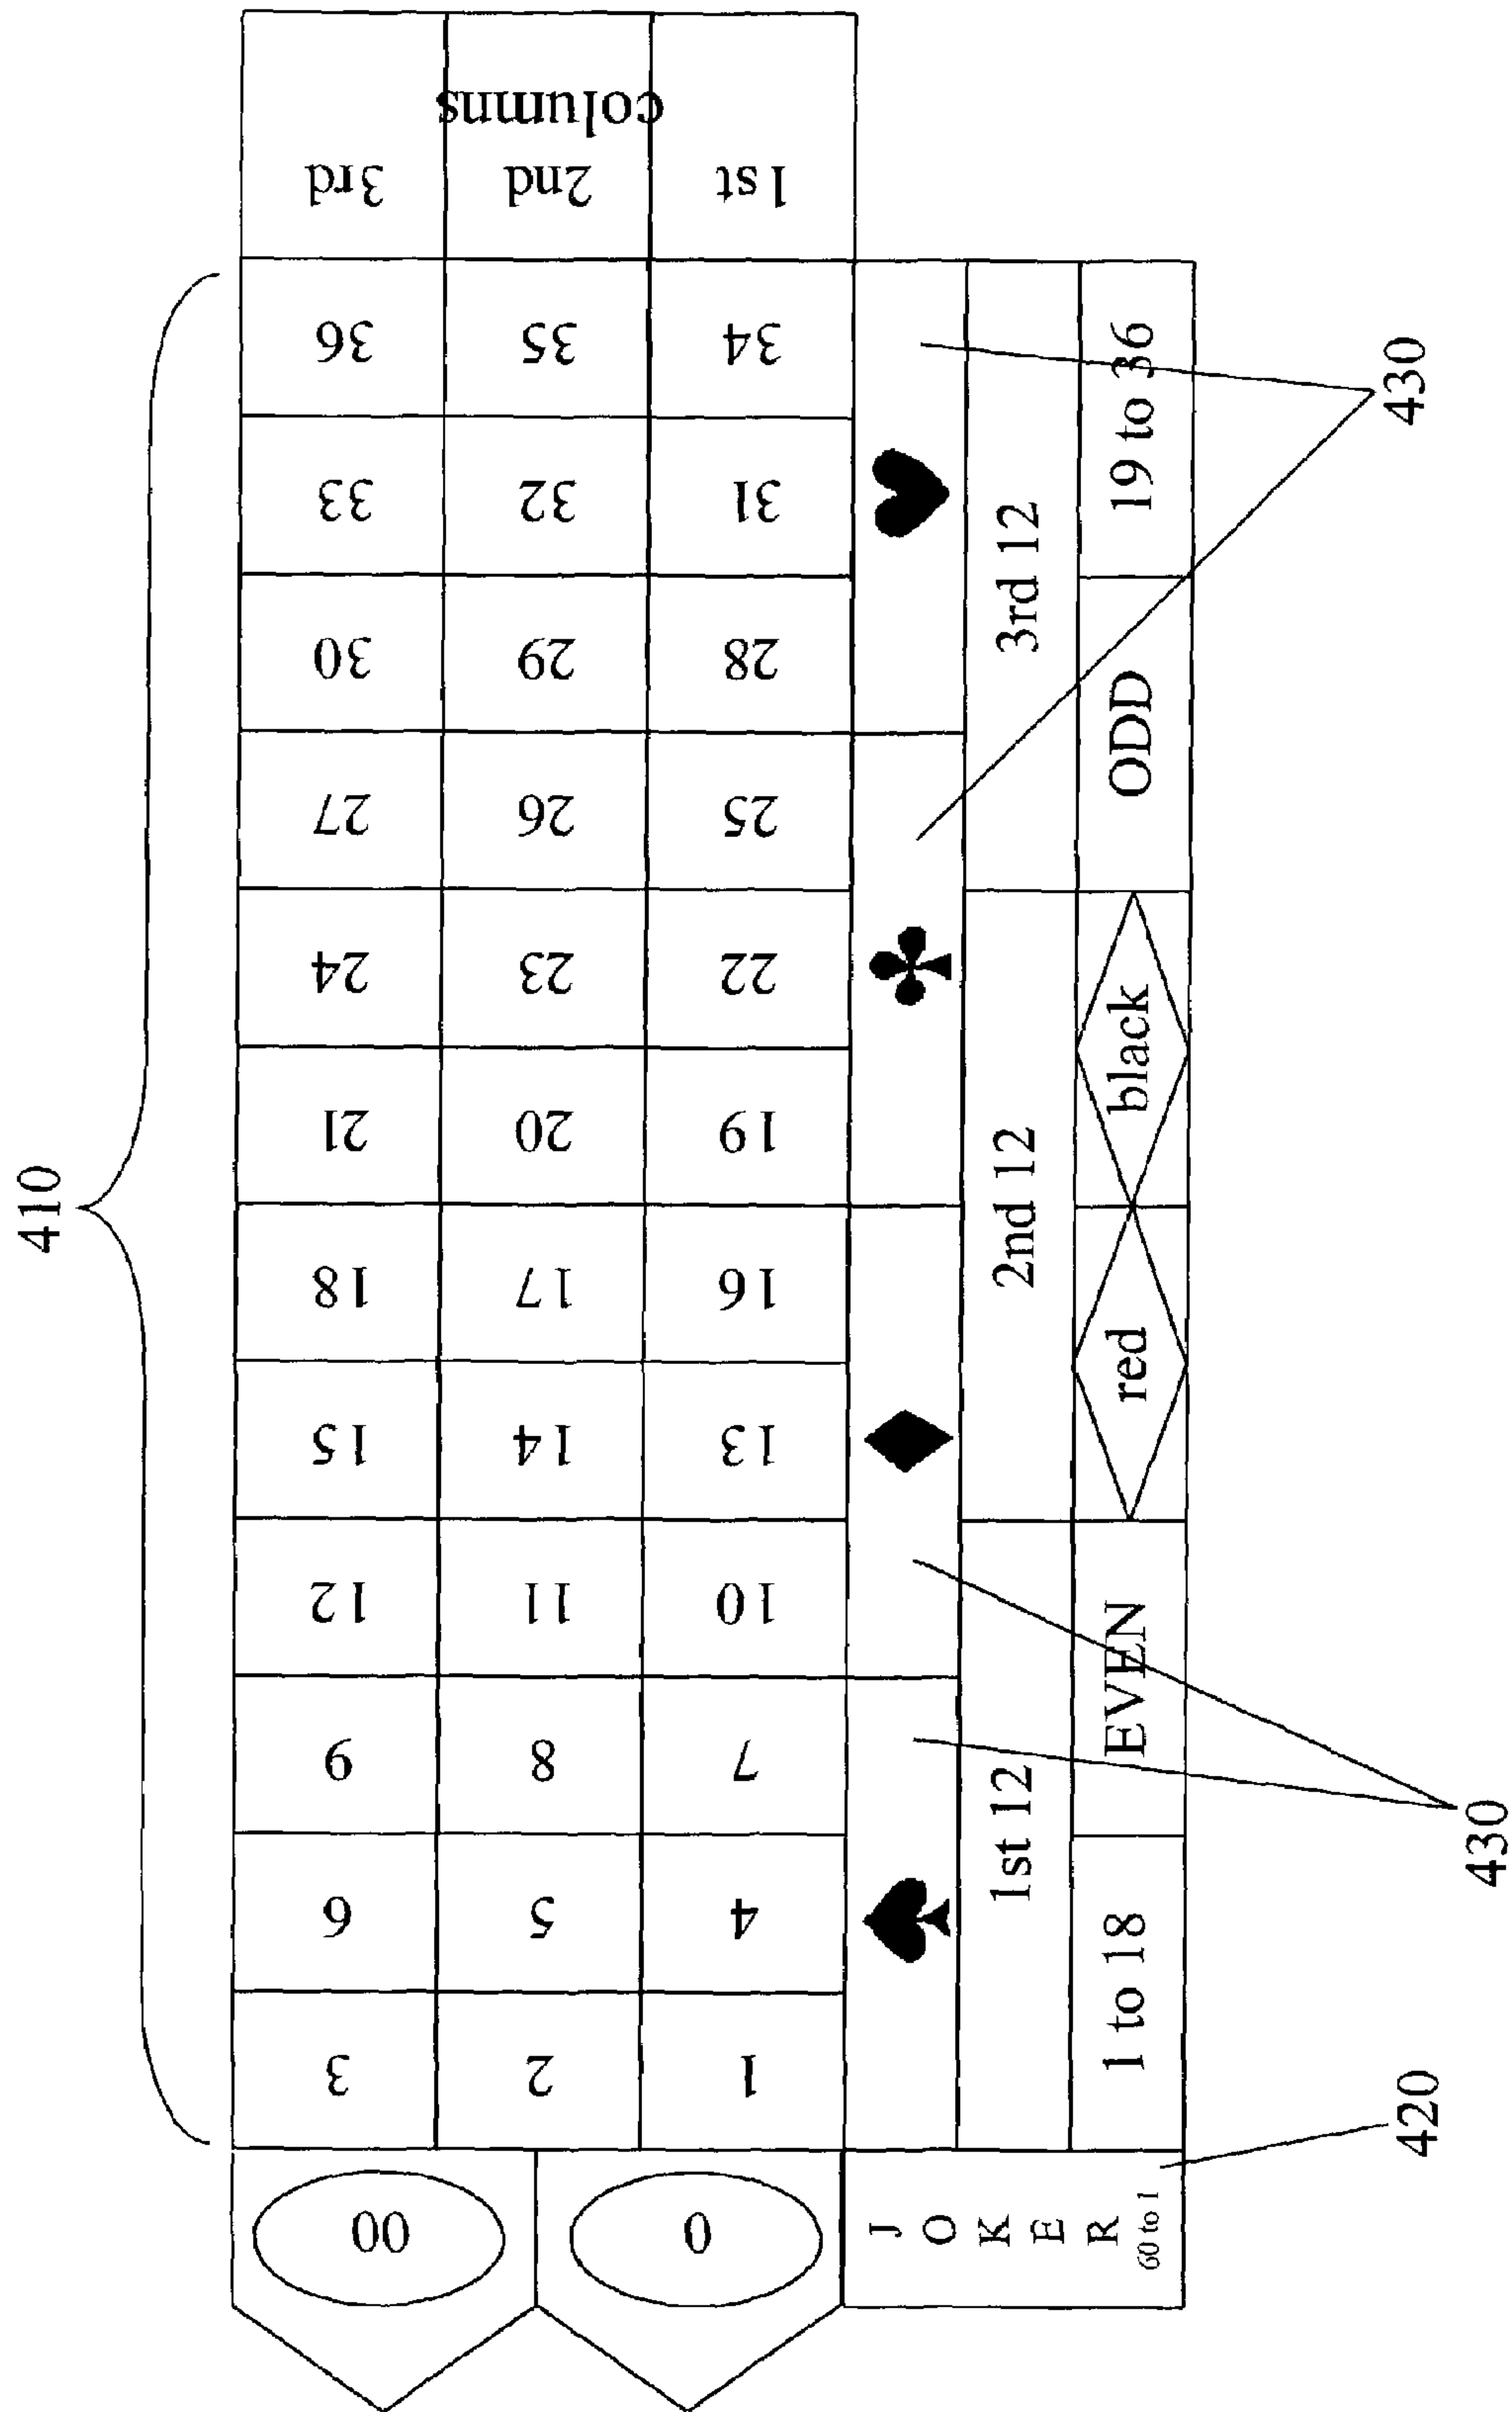 410
columns
3rd 2nd 1st
36 35 34
33 32 31
30 29 28
27 26 25
24 23 22
21 20 19
18 17 16
15 14 13
12 11 10
9 8 7
6 5 4
3 2 1
00 0
1st 12
2nd 12
3rd 12
1 to 18
EVEN
red
black
ODD
19 to 36
J
O
K
E
R
60 to 1
420
430
430